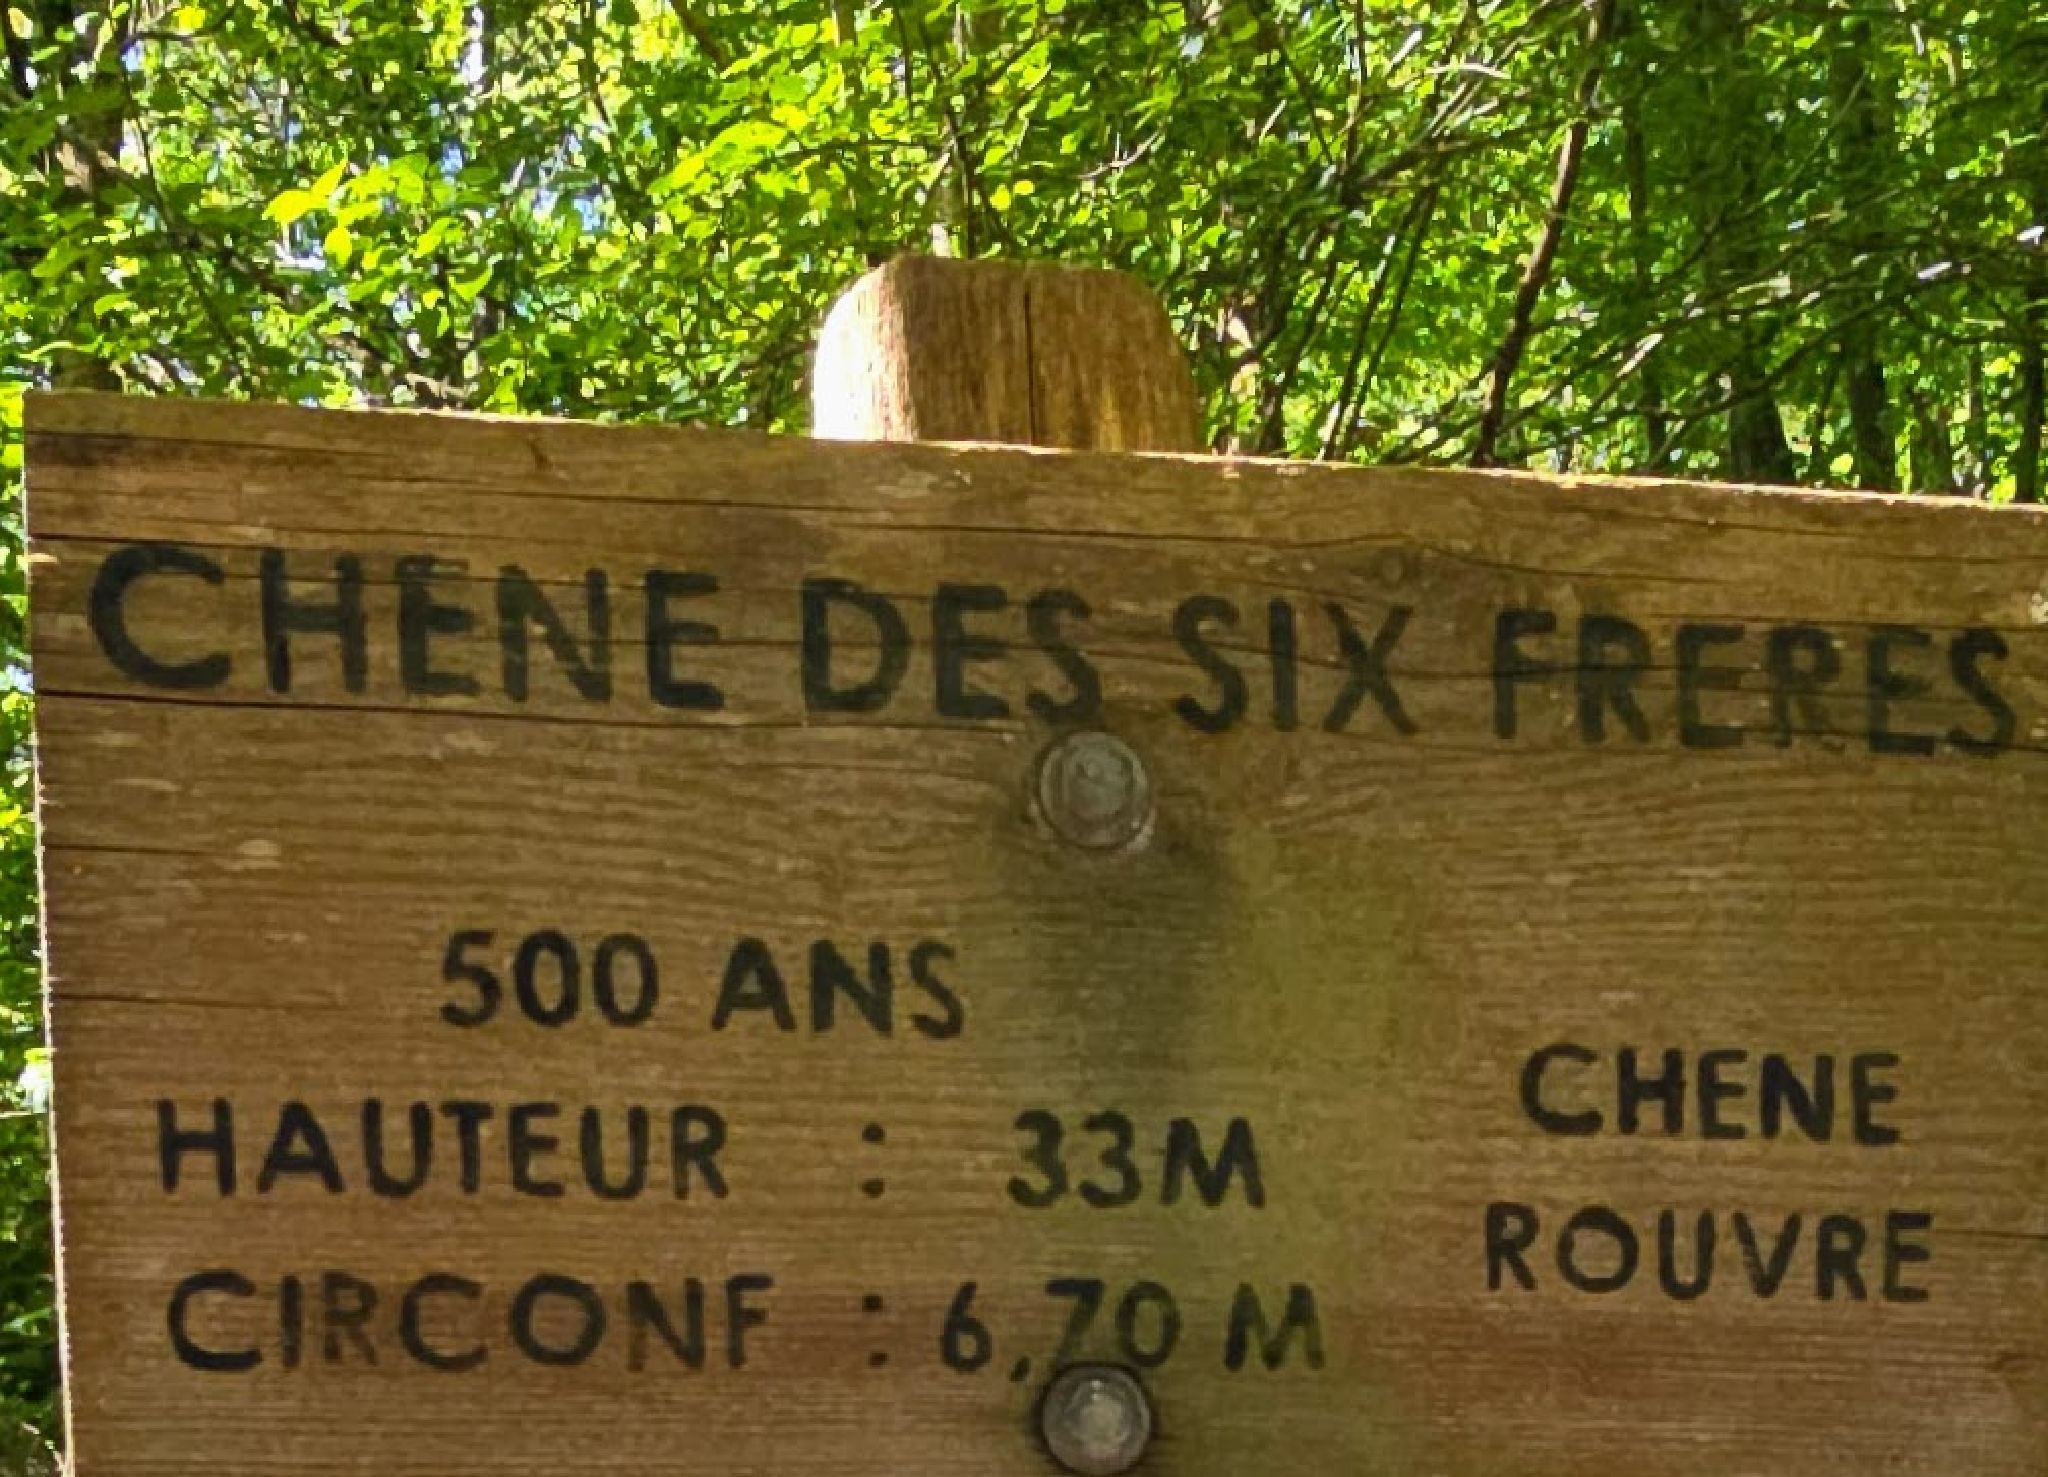 CHENE DES SIX FRERES
500 ANS
HAUTEUR : 33M
CIRCONF : 6,70 M
CHENE
ROUVRE